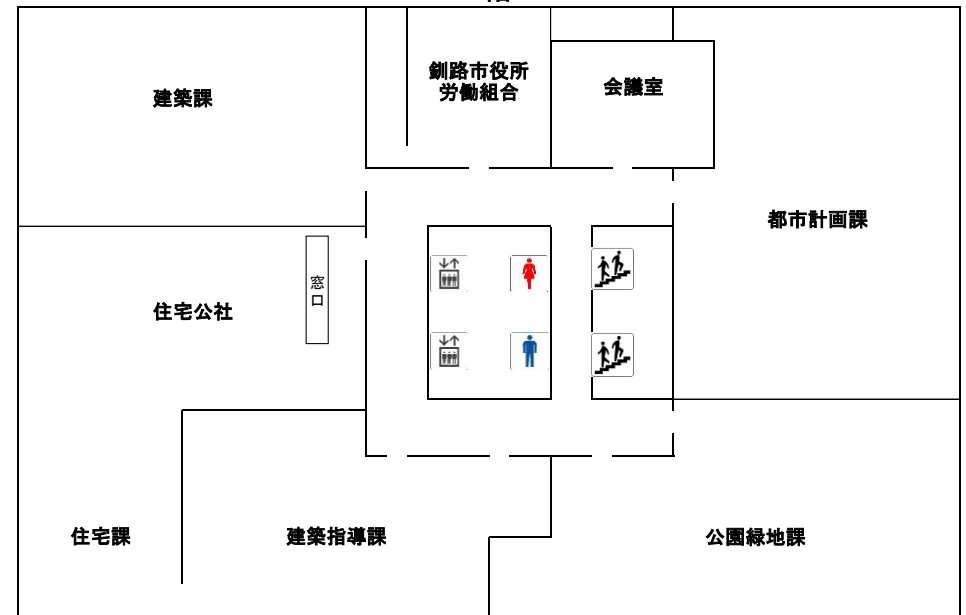 釧路市役所
労働組合
会議室
建築課
都市計画課
窓
口
住宅公社
住宅課
建築指導課
公園緑地課